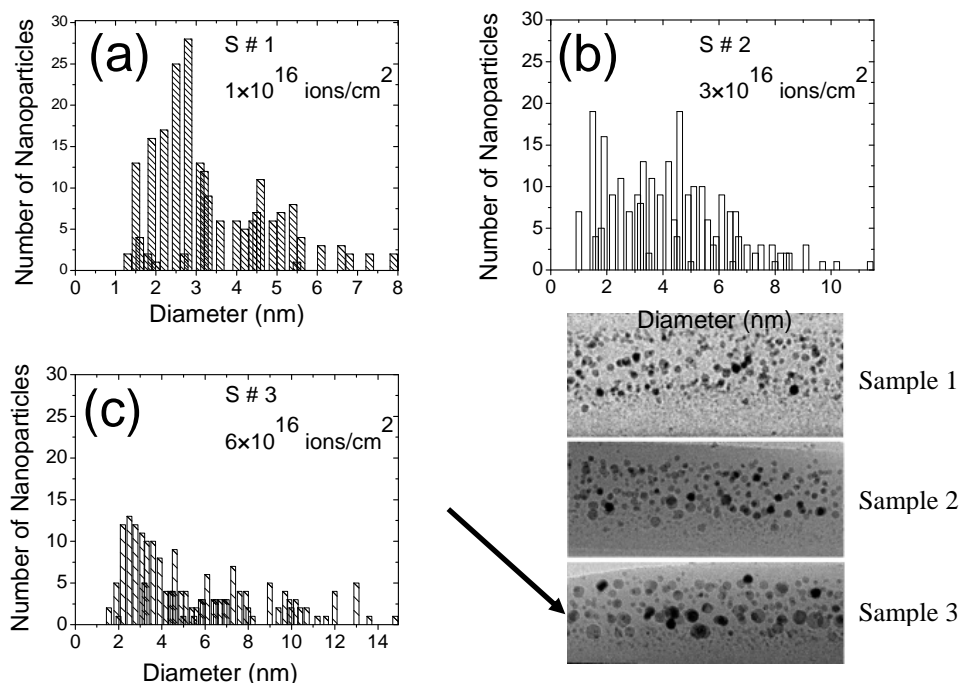 (a)
S # 1
1×10^16 ions/cm^2
Number of Nanoparticles
30
25
20
15
10
5
0
0 1 2 3 4 5 6 7 8
Diameter (nm)
(b)
S # 2
3×10^16 ions/cm^2
Number of Nanoparticles
30
25
20
15
10
5
0
0 2 4 6 8 10
Diameter (nm)
(c)
S # 3
6×10^16 ions/cm^2
Number of Nanoparticles
30
25
20
15
10
5
0
0 2 4 6 8 10 12 14
Diameter (nm)
Sample 1
Sample 2
Sample 3